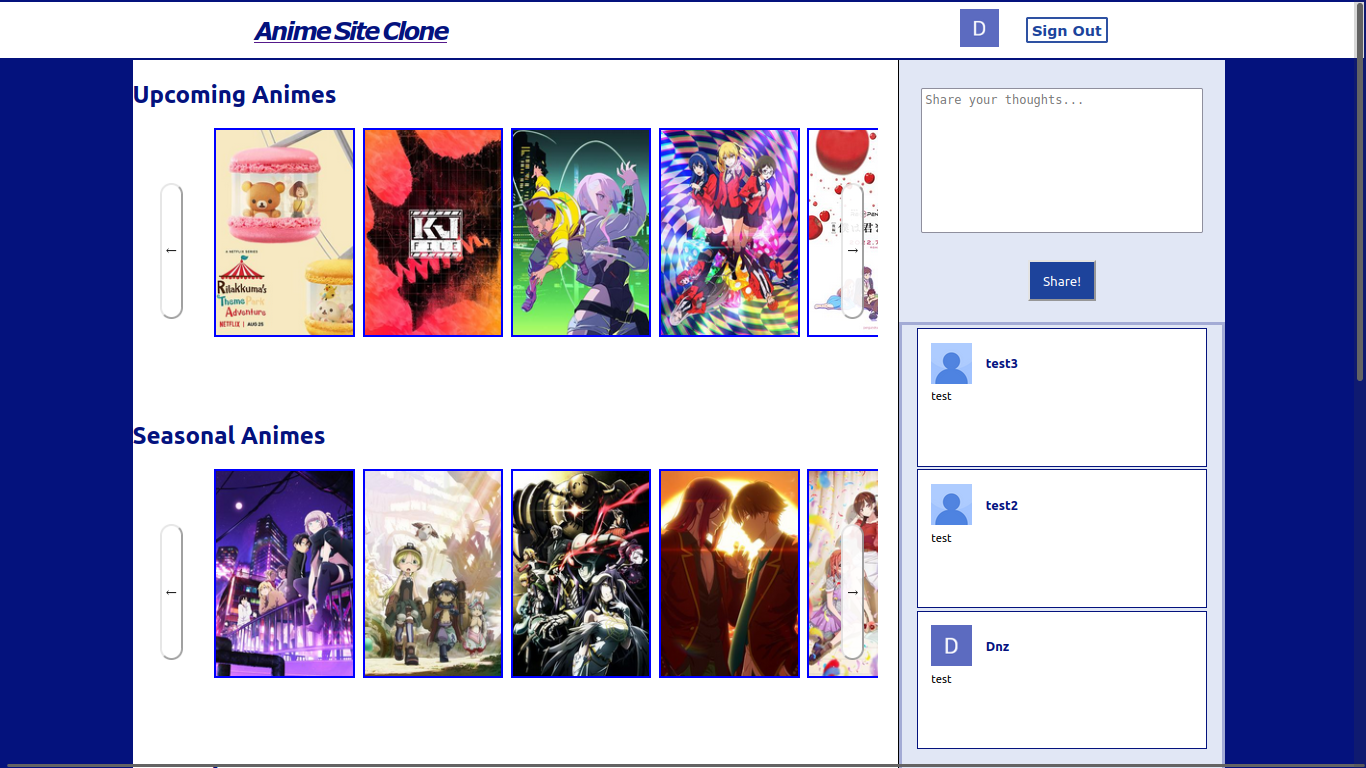 Anime Site Clone
D
Sign Out
Upcoming Animes
←
A NETFLIX SERIES
Rilakkuma's
Theme Park
Adventure
NETFLIX | AUG 25
KJ
FILE
→
Seasonal Animes
←
→
Share your thoughts...
Share!
test3
test
test2
test
D
Dnz
test